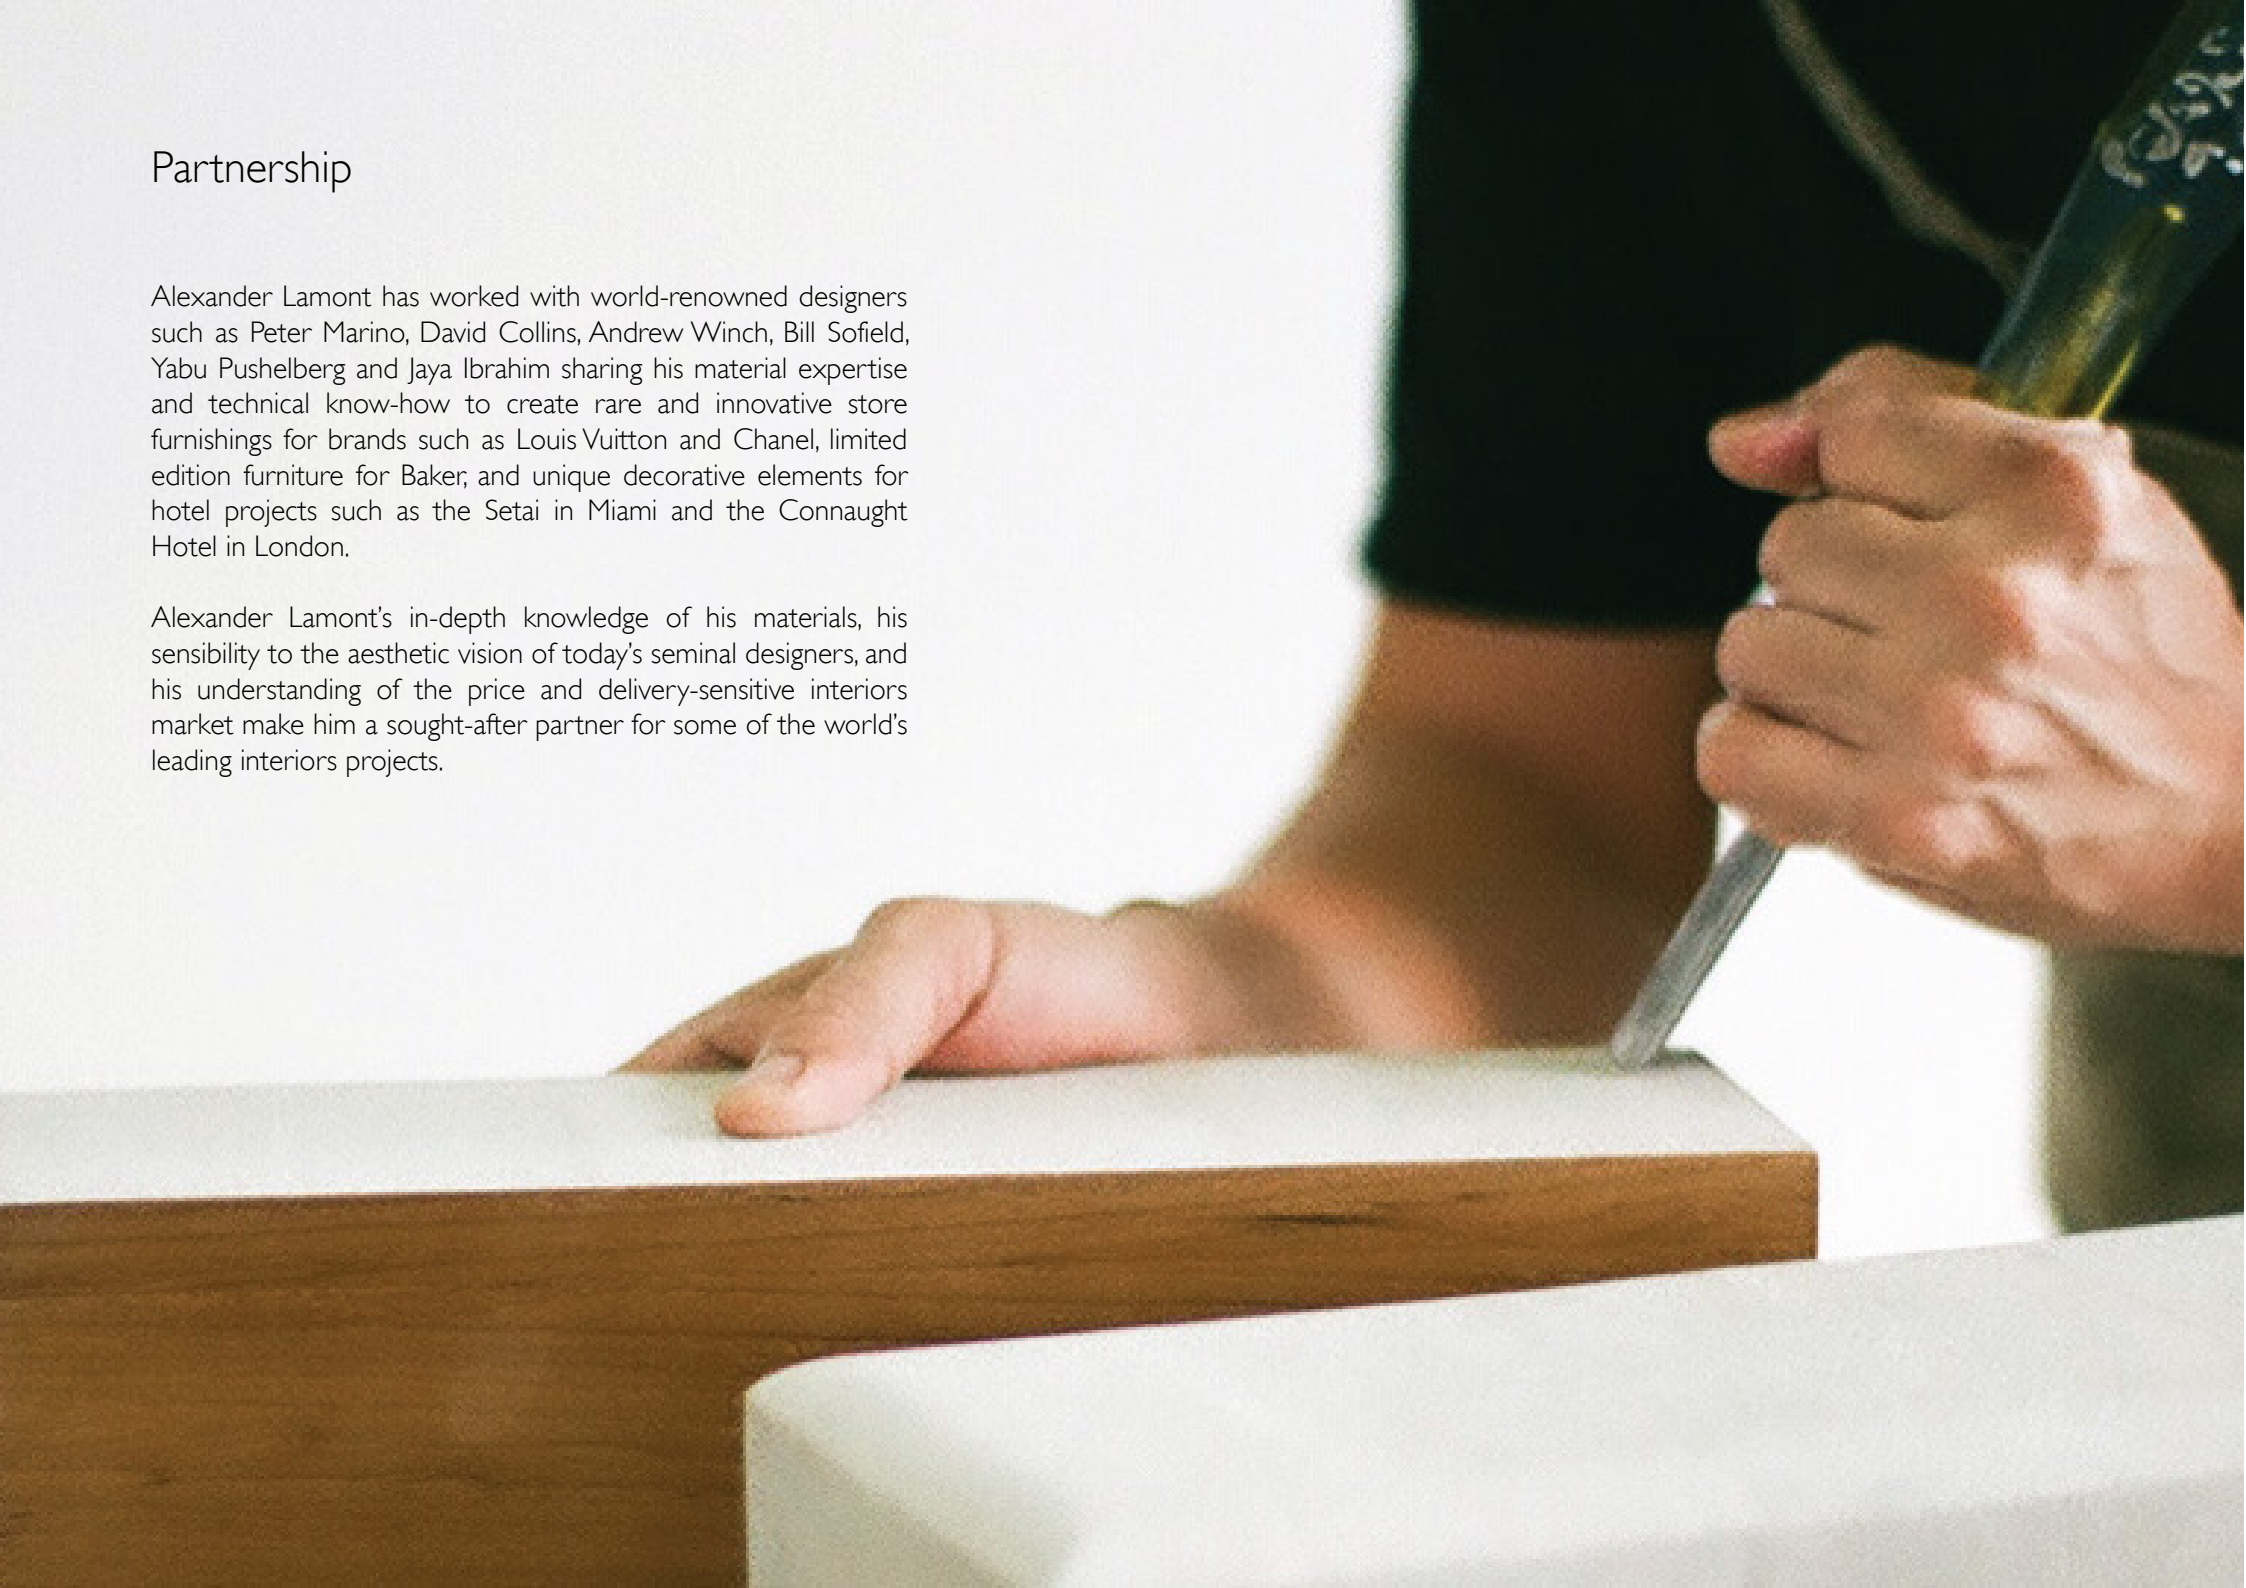 Partnership
Alexander Lamont has worked with world-renowned designers
such as Peter Marino, David Collins, Andrew Winch, Bill Sofield,
Yabu Pushelberg and Jaya Ibrahim sharing his material expertise
and technical know-how to create rare and innovative store
furnishings for brands such as Louis Vuitton and Chanel, limited
edition furniture for Baker, and unique decorative elements for
hotel projects such as the Setai in Miami and the Connaught
Hotel in London.
Alexander Lamont’s in-depth knowledge of his materials, his
sensibility to the aesthetic vision of today’s seminal designers, and
his understanding of the price and delivery-sensitive interiors
market make him a sought-after partner for some of the world’s
leading interiors projects.